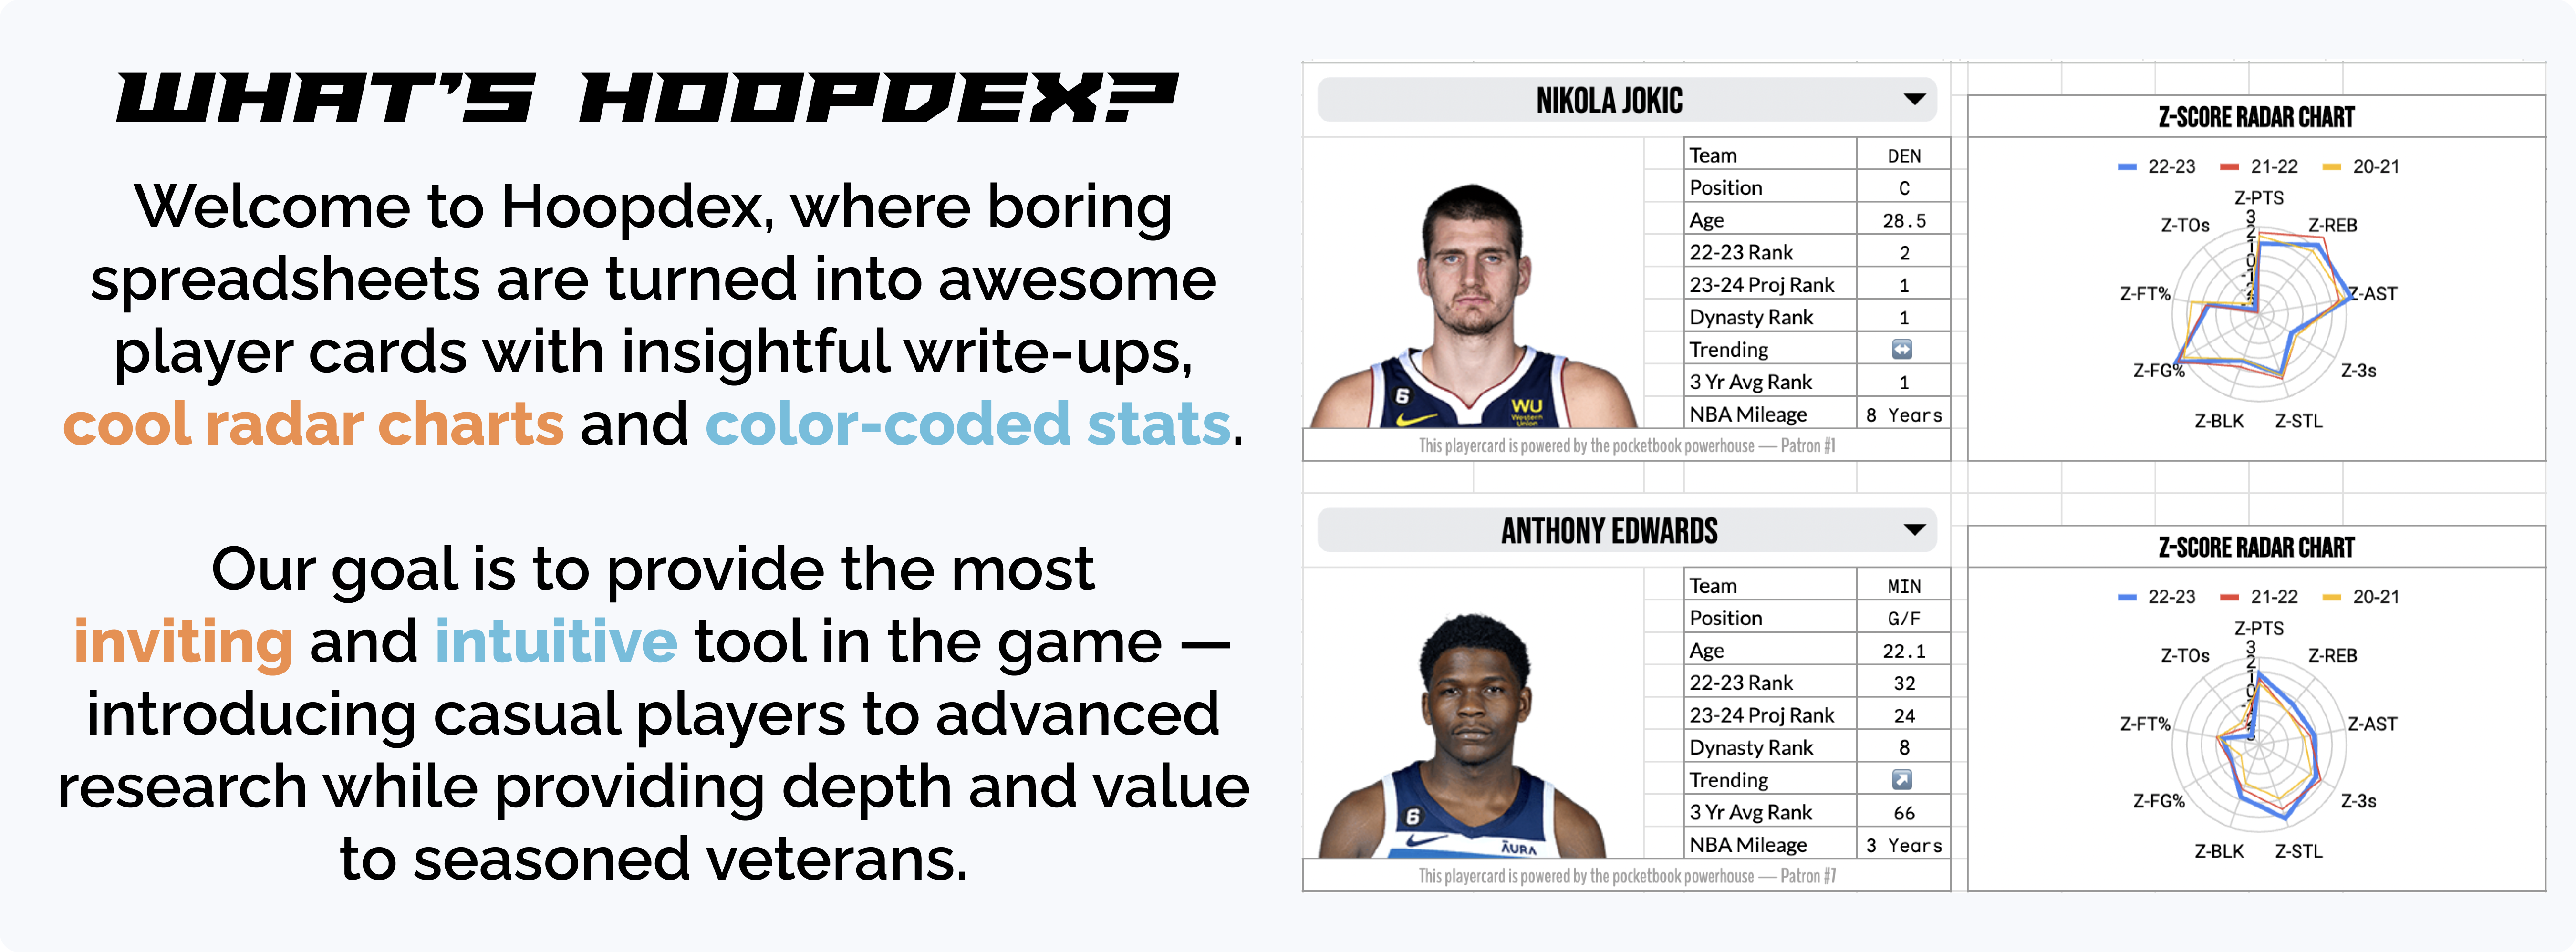 WHAT'S HOOPDEX?
Welcome to Hoopdex, where boring
spreadsheets are turned into awesome
player cards with insightful write-ups,
cool radar charts and color-coded stats.
Our goal is to provide the most
inviting and intuitive tool in the game —
introducing casual players to advanced
research while providing depth and value
to seasoned veterans.
NIKOLA JOKIC
Team DEN
Position C
Age 28.5
22-23 Rank 2
23-24 Proj Rank 1
Dynasty Rank 1
Trending ↔
3 Yr Avg Rank 1
NBA Mileage 8 Years
6
WU
Western
Union
This playercard is powered by the pocketbook powerhouse — Patron #1
Z-SCORE RADAR CHART
22-23 21-22 20-21
Z-PTS
Z-TOs
Z-REB
3
2
1
0
-1
Z-FT%
Z-AST
Z-FG%
Z-3s
Z-BLK
Z-STL
ANTHONY EDWARDS
Team MIN
Position G/F
Age 22.1
22-23 Rank 32
23-24 Proj Rank 24
Dynasty Rank 8
Trending ↗
3 Yr Avg Rank 66
NBA Mileage 3 Years
6
ĀURA
This playercard is powered by the pocketbook powerhouse — Patron #7
Z-SCORE RADAR CHART
22-23 21-22 20-21
Z-PTS
Z-TOs
Z-REB
3
2
1
0
Z-FT%
Z-AST
Z-FG%
Z-3s
Z-BLK
Z-STL